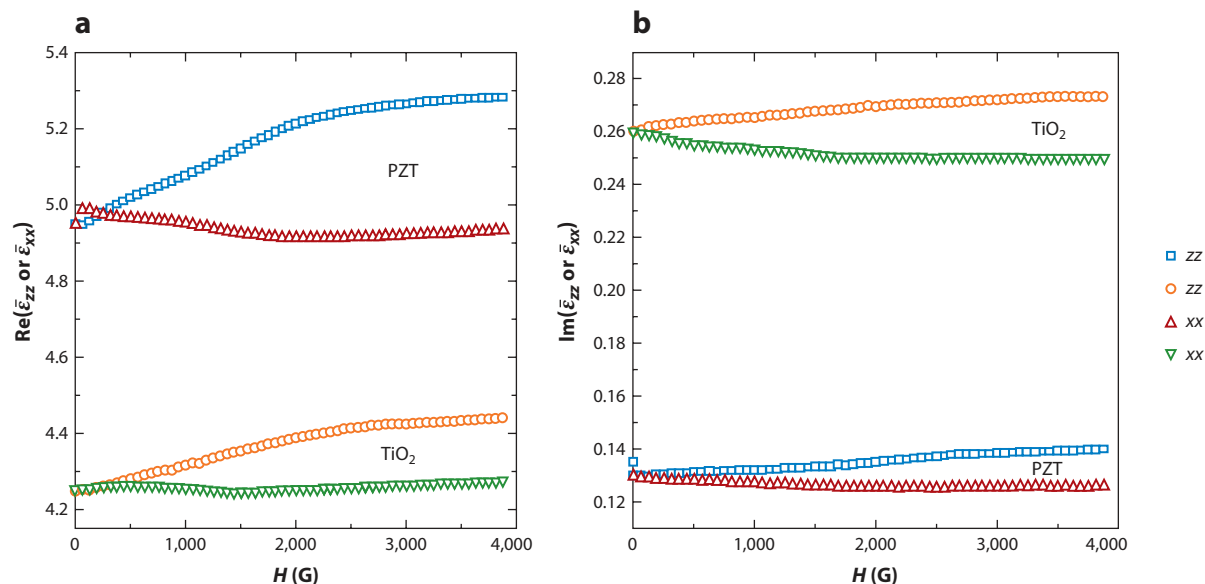 a
5.4
5.2
5.0
4.8
4.6
4.4
4.2
Re(ε̄zz or ε̄xx)
PZT
TiO₂
0
1,000
2,000
3,000
4,000
H (G)
b
0.28
0.26
0.24
0.22
0.20
0.18
0.16
0.14
0.12
Im(ε̄zz or ε̄xx)
TiO₂
PZT
0
1,000
2,000
3,000
4,000
H (G)
zz
zz
xx
xx